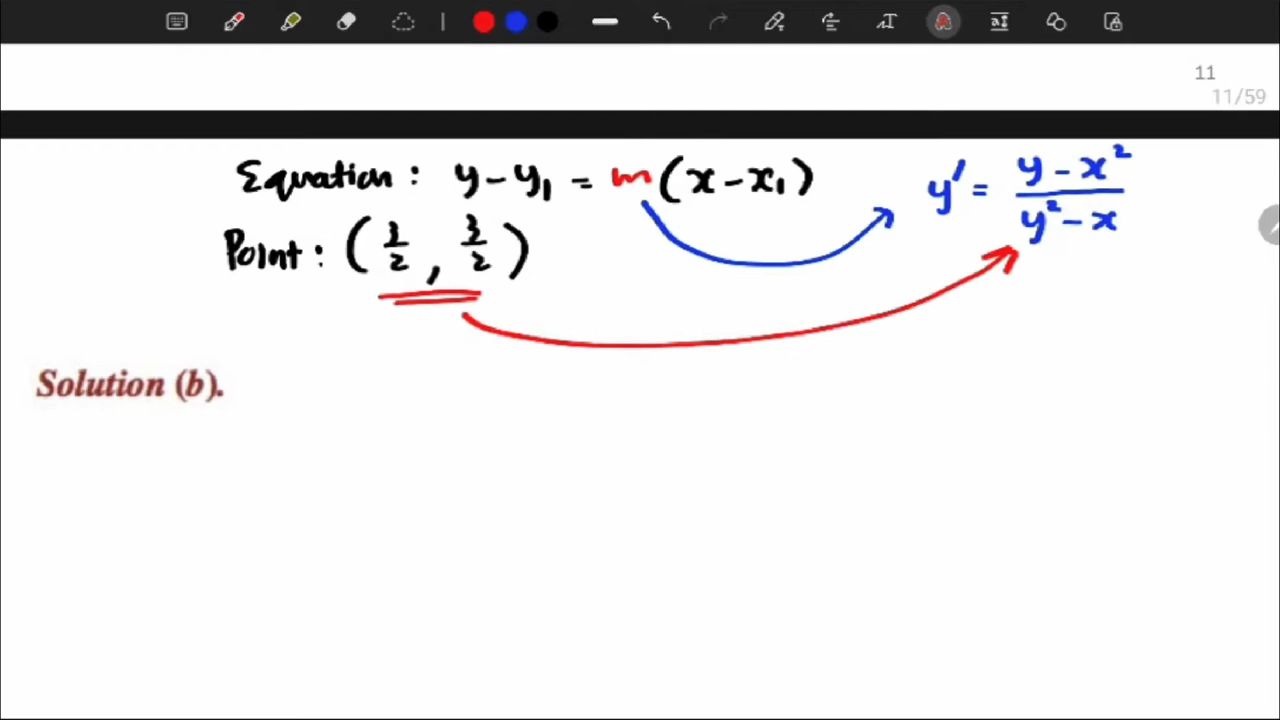 11
11/59
Equation: y - y₁ = m(x - x₁)
y' = (y - x²)/(y² - x)
Point: (3/2, 3/2)
Solution (b).